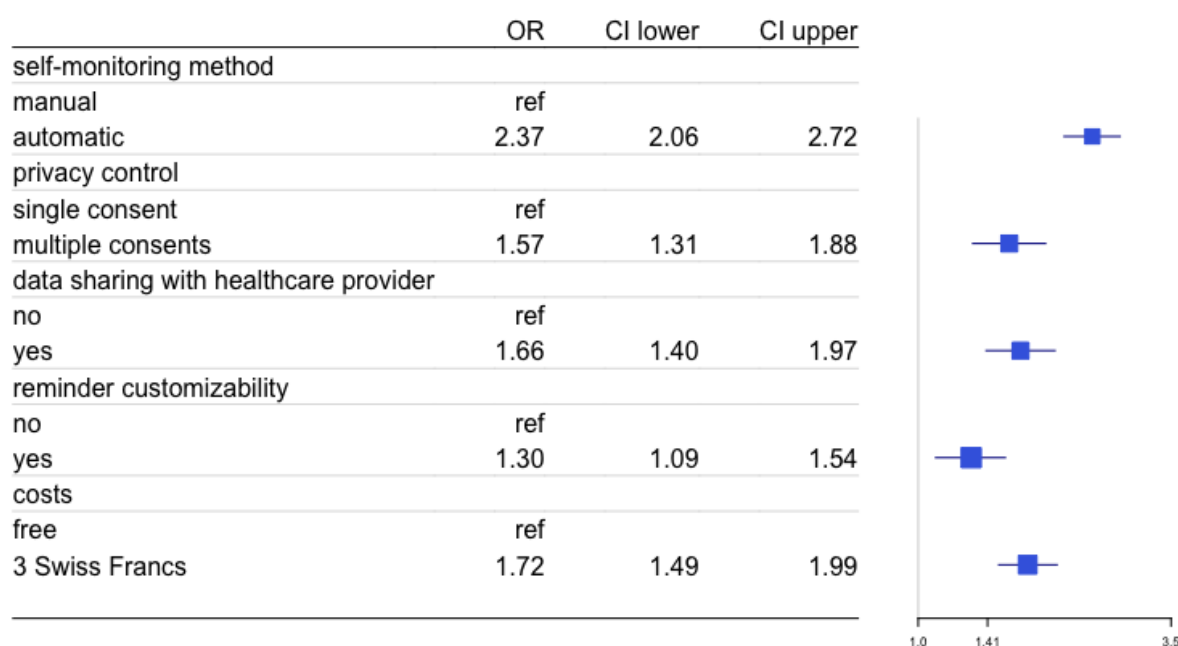 OR CI lower CI upper
self-monitoring method
manual ref
automatic 2.37 2.06 2.72
privacy control
single consent ref
multiple consents 1.57 1.31 1.88
data sharing with healthcare provider
no ref
yes 1.66 1.40 1.97
reminder customizability
no ref
yes 1.30 1.09 1.54
costs
free ref
3 Swiss Francs 1.72 1.49 1.99
1.0 1.41 3.5